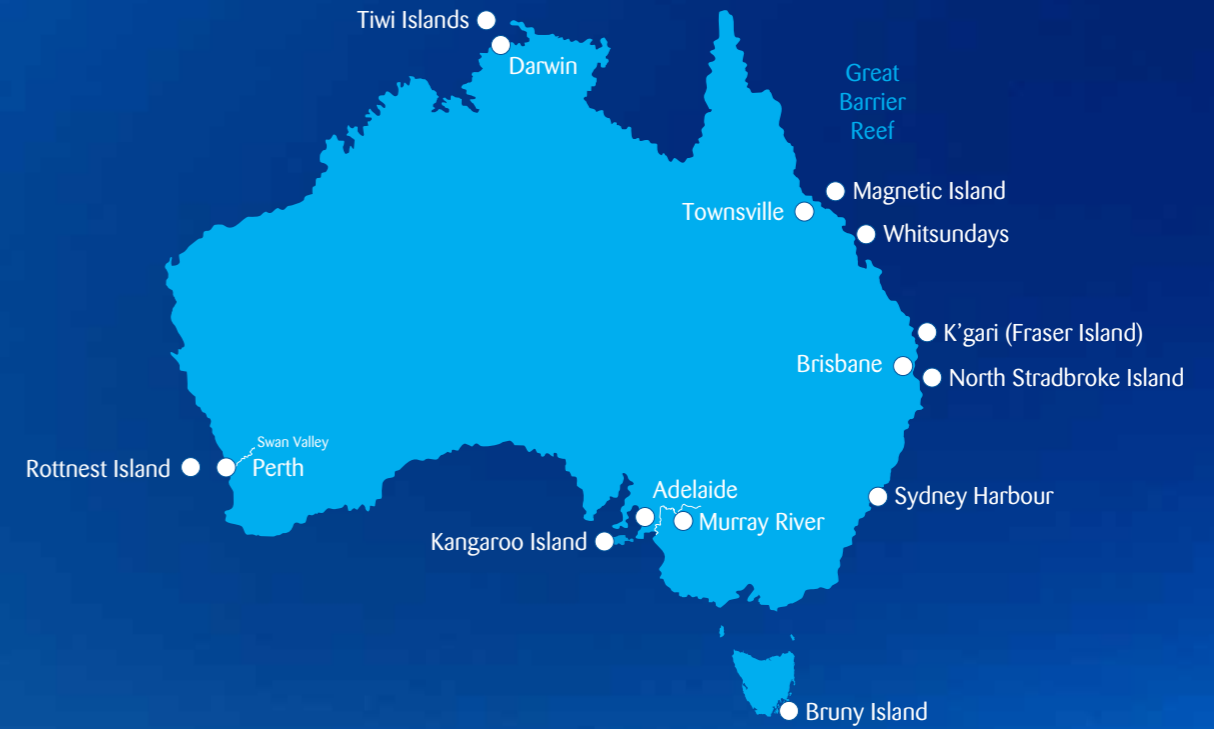 Tiwi Islands
Darwin
Great
Barrier
Reef
Magnetic Island
Townsville
Whitsundays
K’gari (Fraser Island)
Brisbane
North Stradbroke Island
Swan Valley
Rottnest Island
Perth
Adelaide
Sydney Harbour
Murray River
Kangaroo Island
Bruny Island